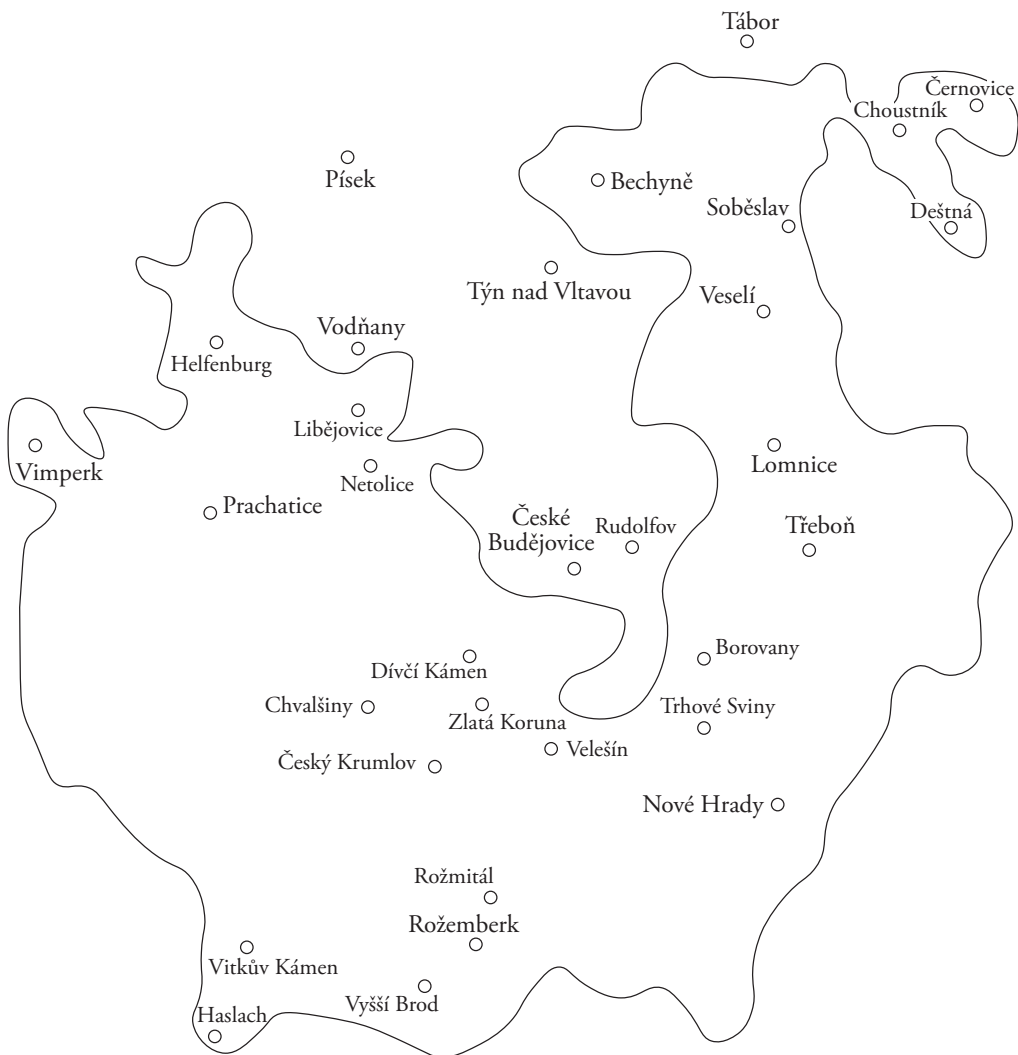 Tábor
Černovice
Choustník
Písek
Bechyně
Soběslav
Deštná
Týn nad Vltavou
Veselí
Vodňany
Helfenburg
Libějovice
Vimperk
Netolice
Lomnice
Prachatice
České
Budějovice
Rudolfov
Třeboň
Borovany
Dívčí Kámen
Chvalšiny
Zlatá Koruna
Trhové Sviny
Velešín
Český Krumlov
Nové Hrady
Rožmitál
Rožemberk
Vitkův Kámen
Vyšší Brod
Haslach